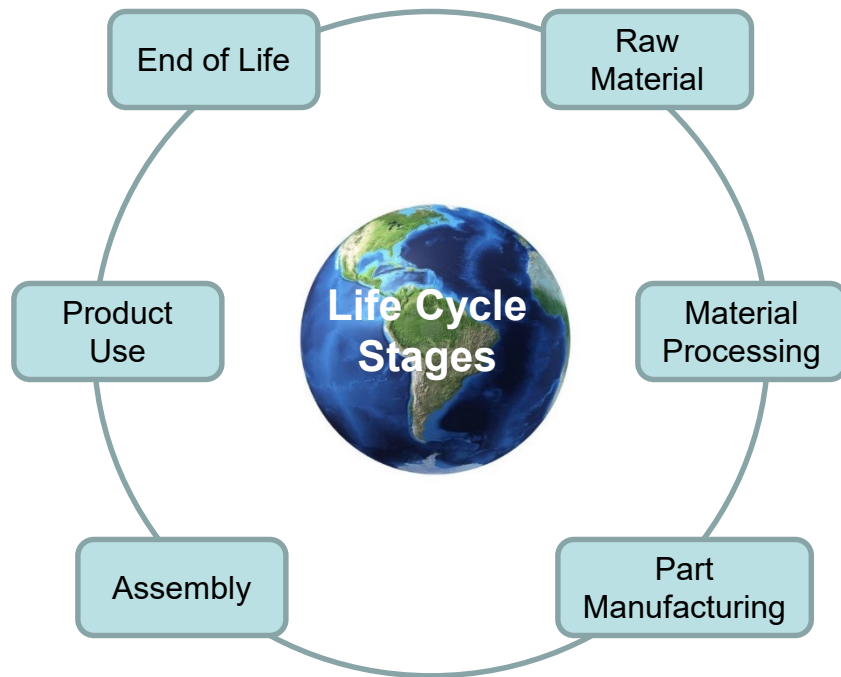 End of Life
Raw
Material
Life Cycle
Stages
Product
Use
Material
Processing
Assembly
Part
Manufacturing